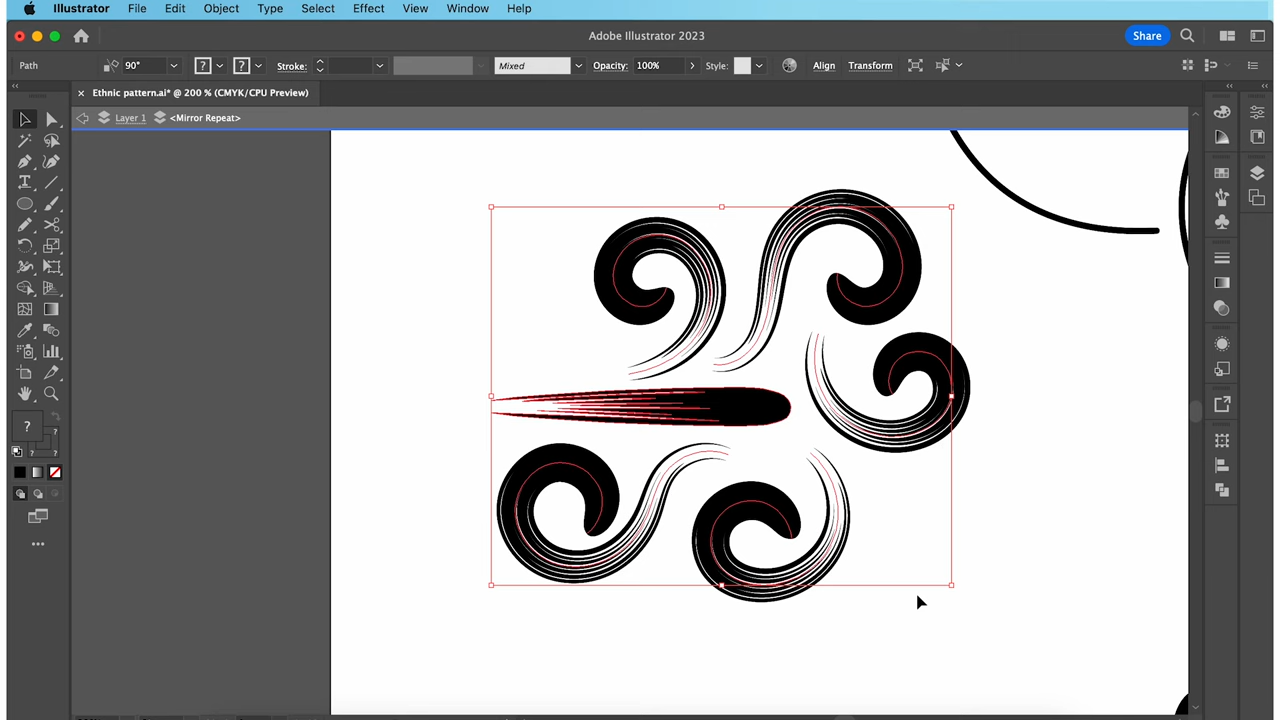 Illustrator File Edit Object Type Select Effect View Window Help
Adobe Illustrator 2023
Share
Path 90° ? ? Stroke: Mixed Opacity: 100% Style: Align Transform
× Ethnic pattern.ai* @ 200 % (CMYK/CPU Preview)
Layer 1 <Mirror Repeat>
T
? ?
? ?